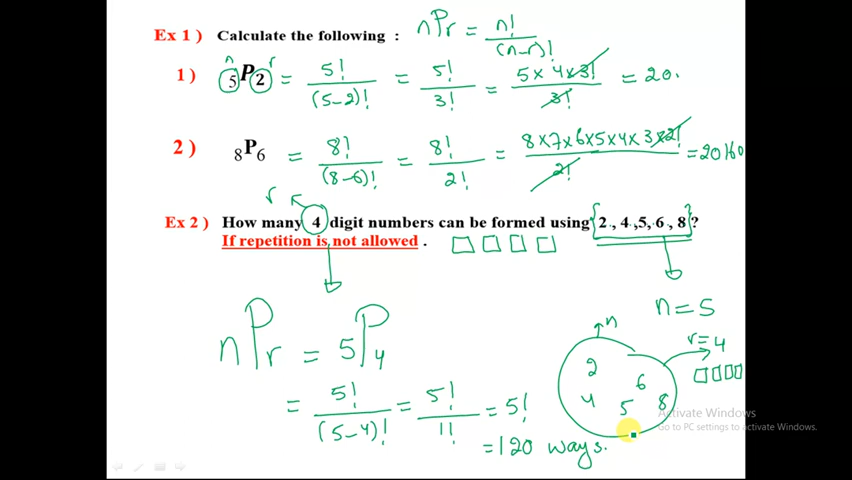 Ex 1 ) Calculate the following : nPr = n! / (n-r)!
n r
1 ) 5P2 = 5! / (5-2)! = 5! / 3! = 5 x 4 x 3! / 3! = 20.
2 ) 8P6 = 8! / (8-6)! = 8! / 2! = 8 x 7 x 6 x 5 x 4 x 3 x 2! / 2! = 20160
r
Ex 2 ) How many 4 digit numbers can be formed using {2 , 4 ,5, 6 , 8} ?
If repetition is not allowed .
n = 5
nPr = 5P4
n
r = 4
2 6
4 5 8
= 5! / (5-4)! = 5! / 1! = 5!
= 120 ways.
Activate Windows
Go to PC settings to activate Windows.